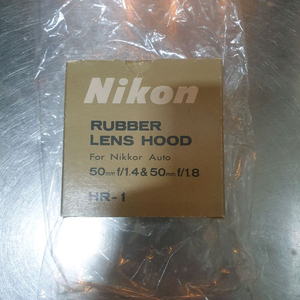 Nikon
RUBBER
LENS HOOD
For Nikkor Auto
50mm f/1.4 & 50mm f/1.8
HR-1